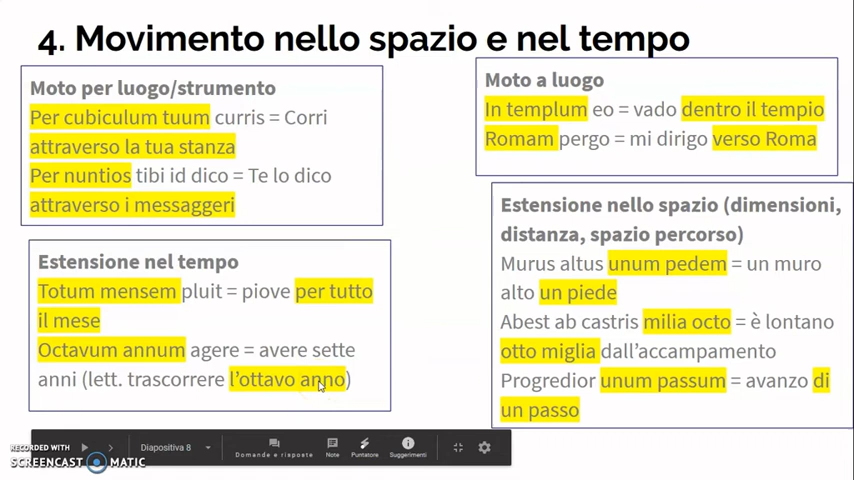 4. Movimento nello spazio e nel tempo
Moto per luogo/strumento
Per cubiculum tuum curris = Corri
attraverso la tua stanza
Per nuntios tibi id dico = Te lo dico
attraverso i messaggeri
Moto a luogo
In templum eo = vado dentro il tempio
Romam pergo = mi dirigo verso Roma
Estensione nel tempo
Totum mensem pluit = piove per tutto
il mese
Octavum annum agere = avere sette
anni (lett. trascorrere l'ottavo anno)
Estensione nello spazio (dimensioni,
distanza, spazio percorso)
Murus altus unum pedem = un muro
alto un piede
Abest ab castris milia octo = è lontano
otto miglia dall'accampamento
Progredior unum passum = avanzo di
un passo
RECORDED WITH
SCREENCAST MATIC
Diapositiva 8
Domande e risposte
Note
Puntatore
Suggerimenti